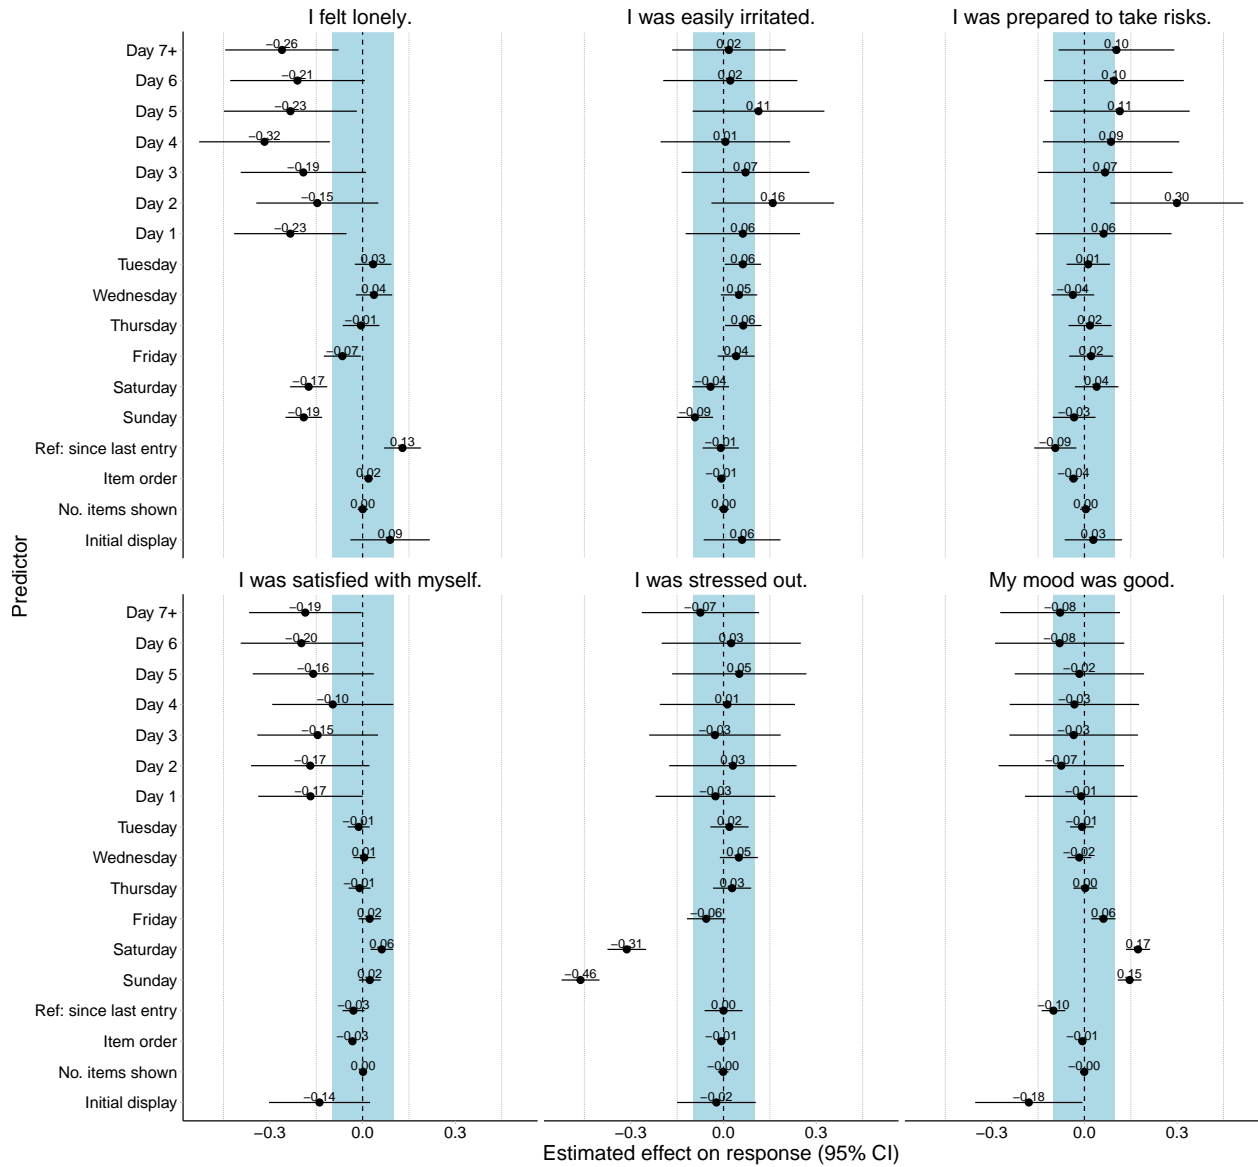 I felt lonely. I was easily irritated. I was prepared to take risks.
Day 7+ −0.26 0.02 0.10
Day 6 −0.21 0.02 0.10
Day 5 −0.23 0.11 0.11
Day 4 −0.32 0.01 0.09
Day 3 −0.19 0.07 0.07
Day 2 −0.15 0.16 0.30
Day 1 −0.23 0.06 0.06
Tuesday 0.03 0.06 0.01
Wednesday 0.04 0.05 −0.04
Thursday −0.01 0.06 0.02
Friday −0.07 0.04 0.02
Saturday −0.17 −0.04 0.04
Sunday −0.19 −0.09 −0.03
Ref: since last entry 0.13 −0.01 −0.09
Item order 0.02 −0.01 −0.04
No. items shown 0.00 0.00 0.00
Initial display 0.09 0.06 0.03
Predictor
I was satisfied with myself. I was stressed out. My mood was good.
Day 7+ −0.19 −0.07 −0.08
Day 6 −0.20 0.03 −0.08
Day 5 −0.16 0.05 −0.02
Day 4 −0.10 0.01 −0.03
Day 3 −0.15 −0.03 −0.03
Day 2 −0.17 0.03 −0.07
Day 1 −0.17 −0.03 −0.01
Tuesday −0.01 0.02 −0.01
Wednesday 0.01 0.05 −0.02
Thursday −0.01 0.03 0.00
Friday 0.02 −0.06 0.06
Saturday 0.06 −0.31 0.17
Sunday 0.02 −0.46 0.15
Ref: since last entry −0.03 0.00 −0.10
Item order −0.03 −0.01 −0.01
No. items shown 0.00 −0.00 −0.00
Initial display −0.14 −0.02 −0.18
−0.3 0.0 0.3 −0.3 0.0 0.3 −0.3 0.0 0.3
Estimated effect on response (95% CI)